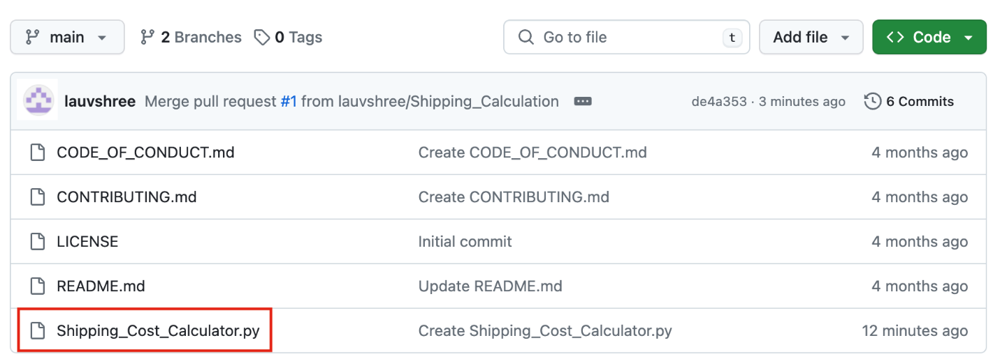 main 2 Branches 0 Tags Go to file t Add file Code
lauvshree Merge pull request #1 from lauvshree/Shipping_Calculation de4a353 · 3 minutes ago 6 Commits
CODE_OF_CONDUCT.md Create CODE_OF_CONDUCT.md 4 months ago
CONTRIBUTING.md Create CONTRIBUTING.md 4 months ago
LICENSE Initial commit 4 months ago
README.md Update README.md 4 months ago
Shipping_Cost_Calculator.py Create Shipping_Cost_Calculator.py 12 minutes ago